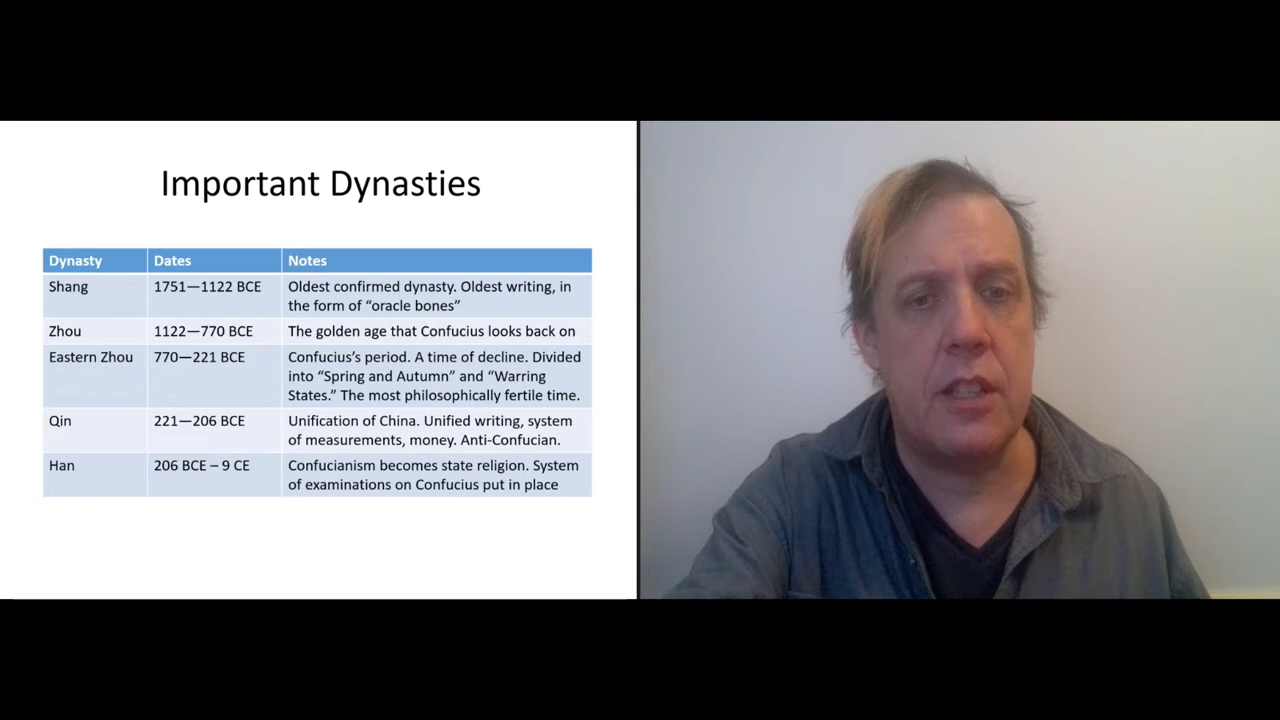 Important Dynasties
Dynasty Dates Notes
Shang 1751—1122 BCE Oldest confirmed dynasty. Oldest writing, in
the form of “oracle bones”
Zhou 1122—770 BCE The golden age that Confucius looks back on
Eastern Zhou 770—221 BCE Confucius’s period. A time of decline. Divided
into “Spring and Autumn” and “Warring
States.” The most philosophically fertile time.
Qin 221—206 BCE Unification of China. Unified writing, system
of measurements, money. Anti-Confucian.
Han 206 BCE – 9 CE Confucianism becomes state religion. System
of examinations on Confucius put in place